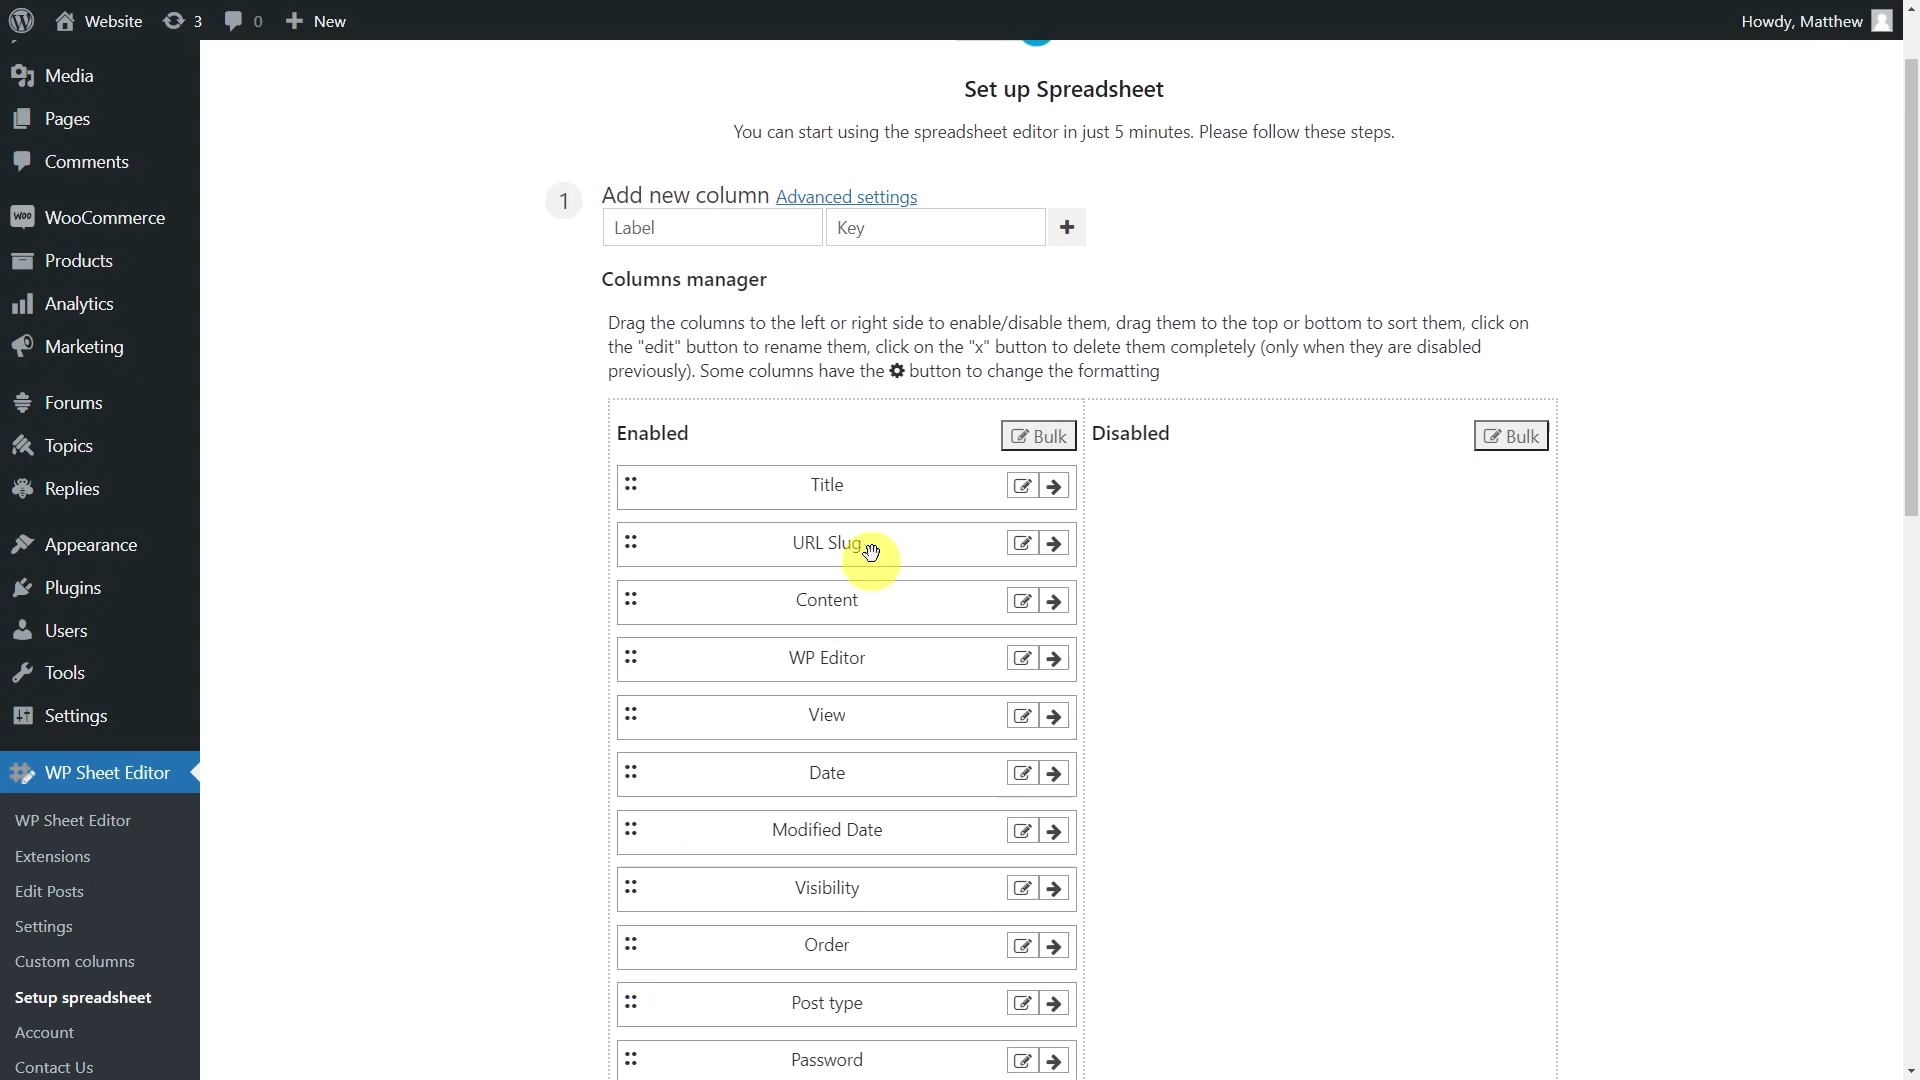 Website 3 0 New Howdy, Matthew
Media
Pages
Comments
WooCommerce
Products
Analytics
Marketing
Forums
Topics
Replies
Appearance
Plugins
Users
Tools
Settings
WP Sheet Editor
WP Sheet Editor
Extensions
Edit Posts
Settings
Custom columns
Setup spreadsheet
Account
Contact Us
Set up Spreadsheet
You can start using the spreadsheet editor in just 5 minutes. Please follow these steps.
1 Add new column Advanced settings
Label Key
Columns manager
Drag the columns to the left or right side to enable/disable them, drag them to the top or bottom to sort them, click on
the "edit" button to rename them, click on the "x" button to delete them completely (only when they are disabled
previously). Some columns have the button to change the formatting
Enabled Bulk Disabled Bulk
Title
URL Slug
Content
WP Editor
View
Date
Modified Date
Visibility
Order
Post type
Password